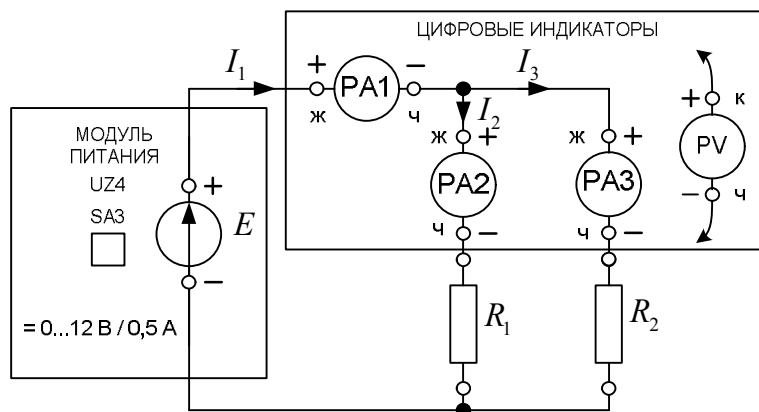 ЦИФРОВЫЕ ИНДИКАТОРЫ
I₁
+
PA1
−
I₃
ж
ч
I₂
МОДУЛЬ
ПИТАНИЯ
UZ4
SA3
+
E
−
= 0...12 В / 0,5 А
ж
+
PA2
ч
−
ж
+
PA3
ч
−
+
к
PV
−
ч
R₁
R₂